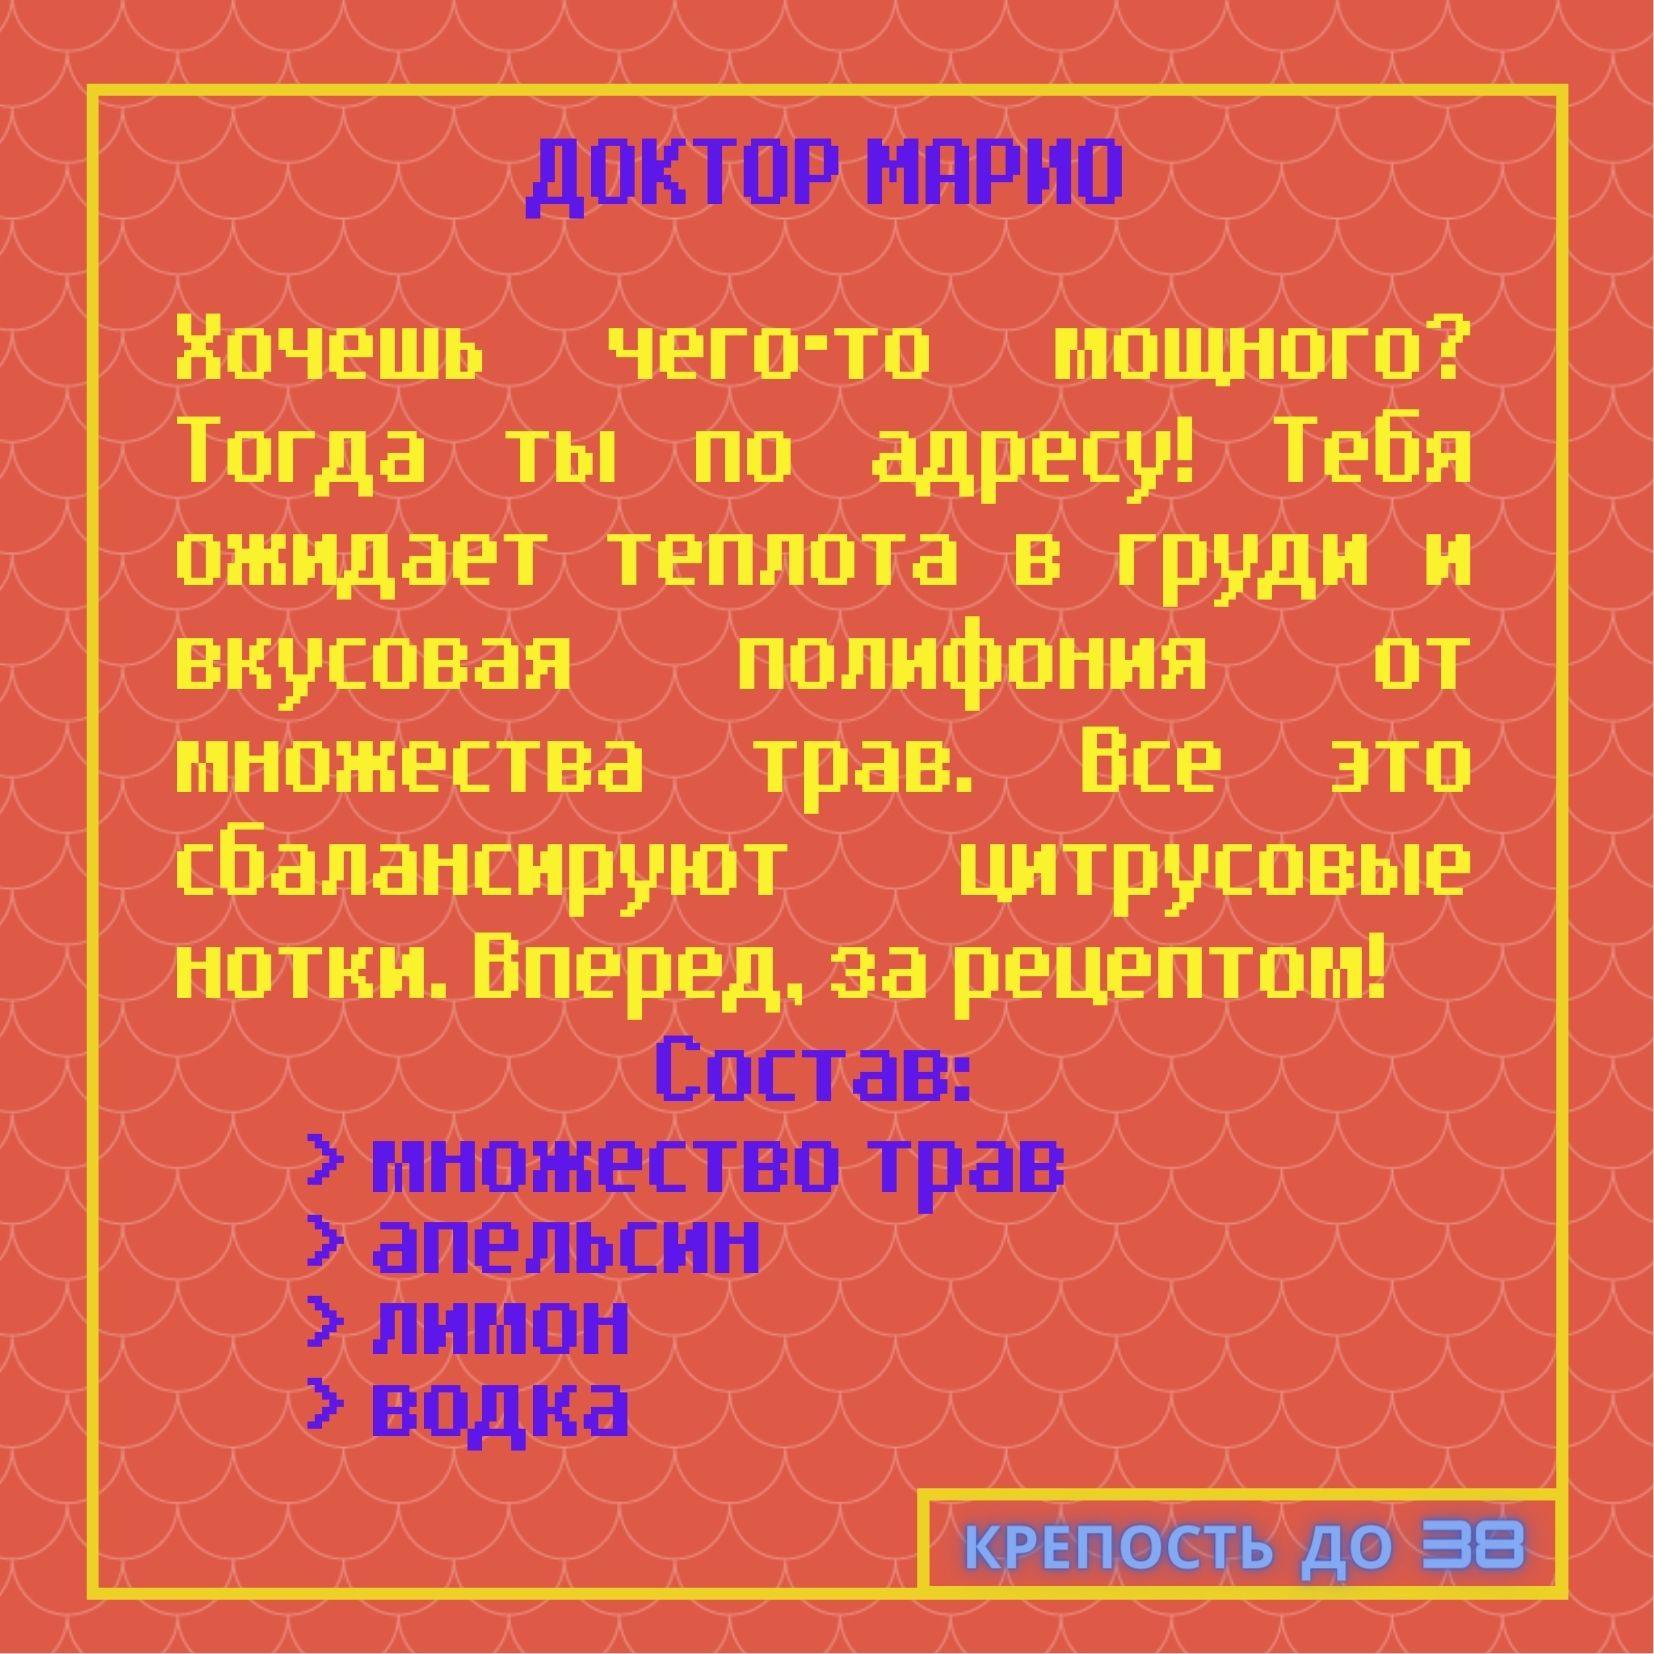 ДОКТОР МАРИО
Хочешь чего-то мощного?
Тогда ты по адресу! Тебя
ожидает теплота в груди и
вкусовая полифония от
множества трав. Все это
сбалансируют цитрусовые
нотки. Вперед, за рецептом!
Состав:
> множество трав
> апельсин
> лимон
> водка
КРЕПОСТЬ ДО 38